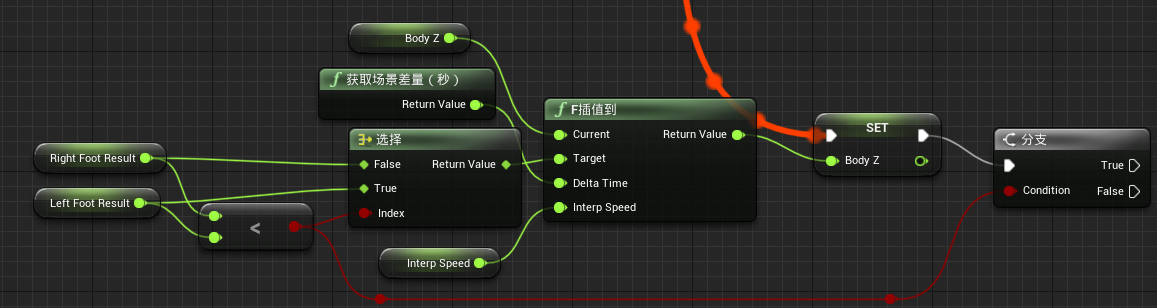 Body Z
f 获取场景差量（秒）
Return Value
f F插值到
Current
Return Value
Target
Delta Time
Interp Speed
选择
False
Return Value
True
Index
Right Foot Result
Left Foot Result
<
Interp Speed
SET
Body Z
分支
True
Condition
False